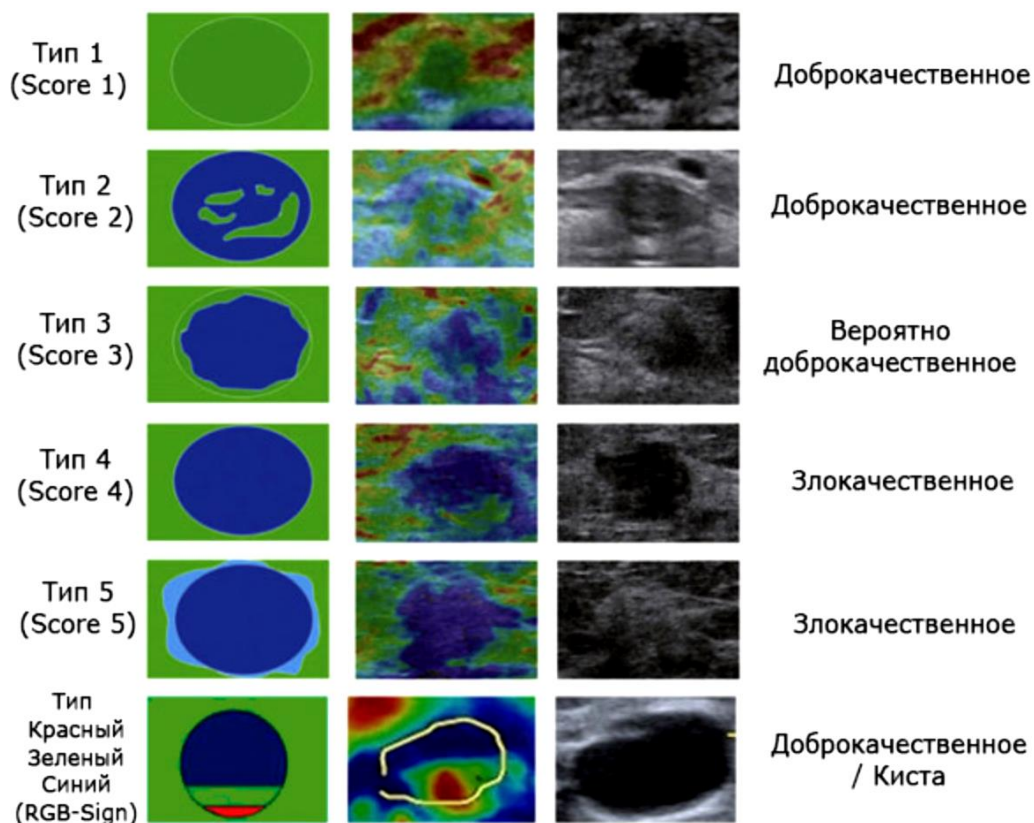 Тип 1
(Score 1)
Доброкачественное
Тип 2
(Score 2)
Доброкачественное
Тип 3
(Score 3)
Вероятно
доброкачественное
Тип 4
(Score 4)
Злокачественное
Тип 5
(Score 5)
Злокачественное
Тип
Красный
Зеленый
Синий
(RGB-Sign)
Доброкачественное
/ Киста